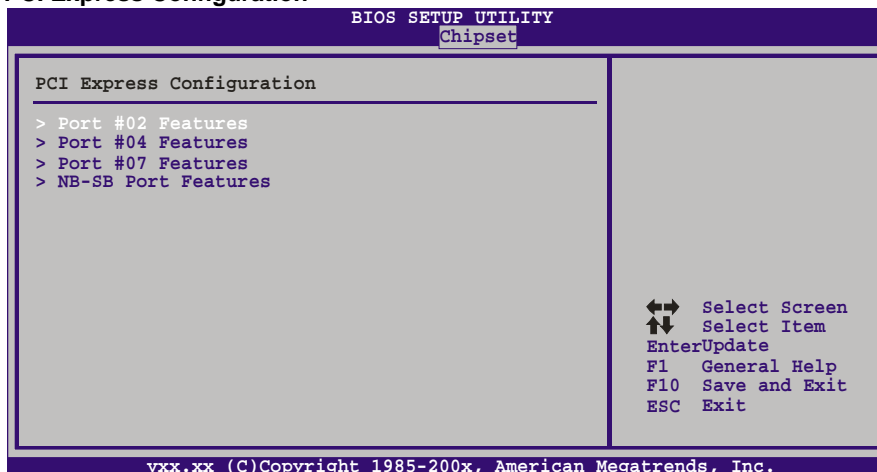 PCI Express Configuration
BIOS SETUP UTILITY
Chipset
PCI Express Configuration
> Port #02 Features
> Port #04 Features
> Port #07 Features
> NB-SB Port Features
Select Screen
Select Item
EnterUpdate
F1 General Help
F10 Save and Exit
ESC Exit
vxx.xx (C)Copyright 1985-200x, American Megatrends, Inc.